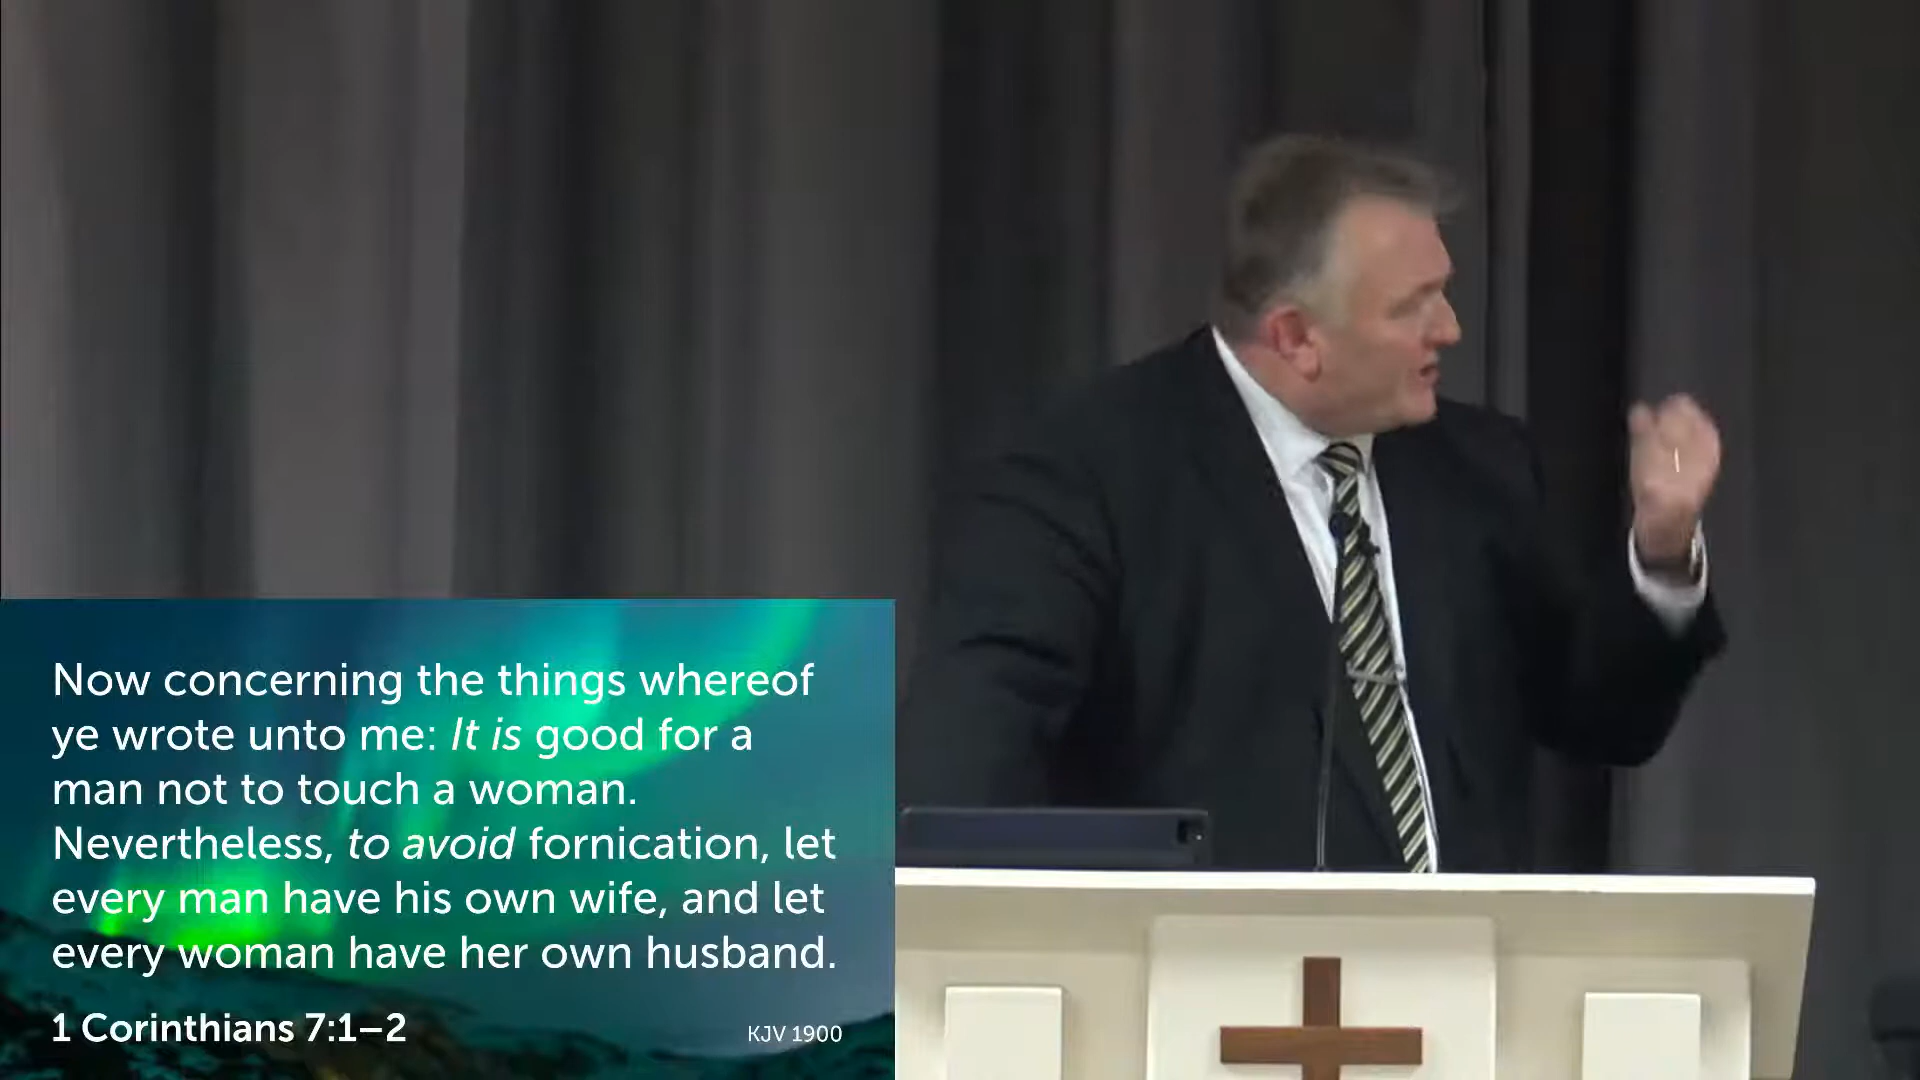 Now concerning the things whereof
ye wrote unto me: It is good for a
man not to touch a woman.
Nevertheless, to avoid fornication, let
every man have his own wife, and let
every woman have her own husband.
1 Corinthians 7:1–2
KJV 1900